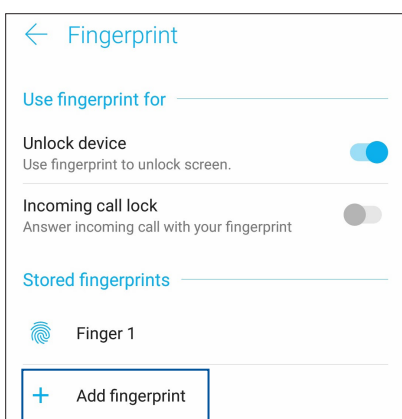 Fingerprint
Use fingerprint for
Unlock device
Use fingerprint to unlock screen.
Incoming call lock
Answer incoming call with your fingerprint
Stored fingerprints
Finger 1
Add fingerprint